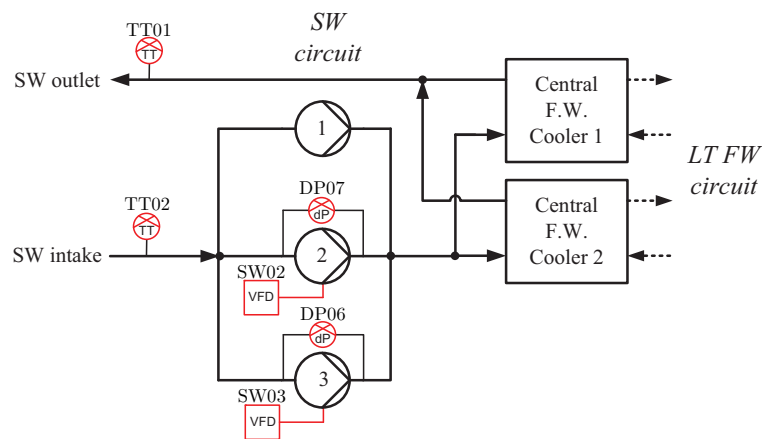 TT01
TT
SW
circuit
SW outlet
Central
F.W.
Cooler 1
1
LT FW
circuit
DP07
dP
TT02
TT
Central
F.W.
Cooler 2
SW intake
2
SW02
VFD
DP06
dP
3
SW03
VFD